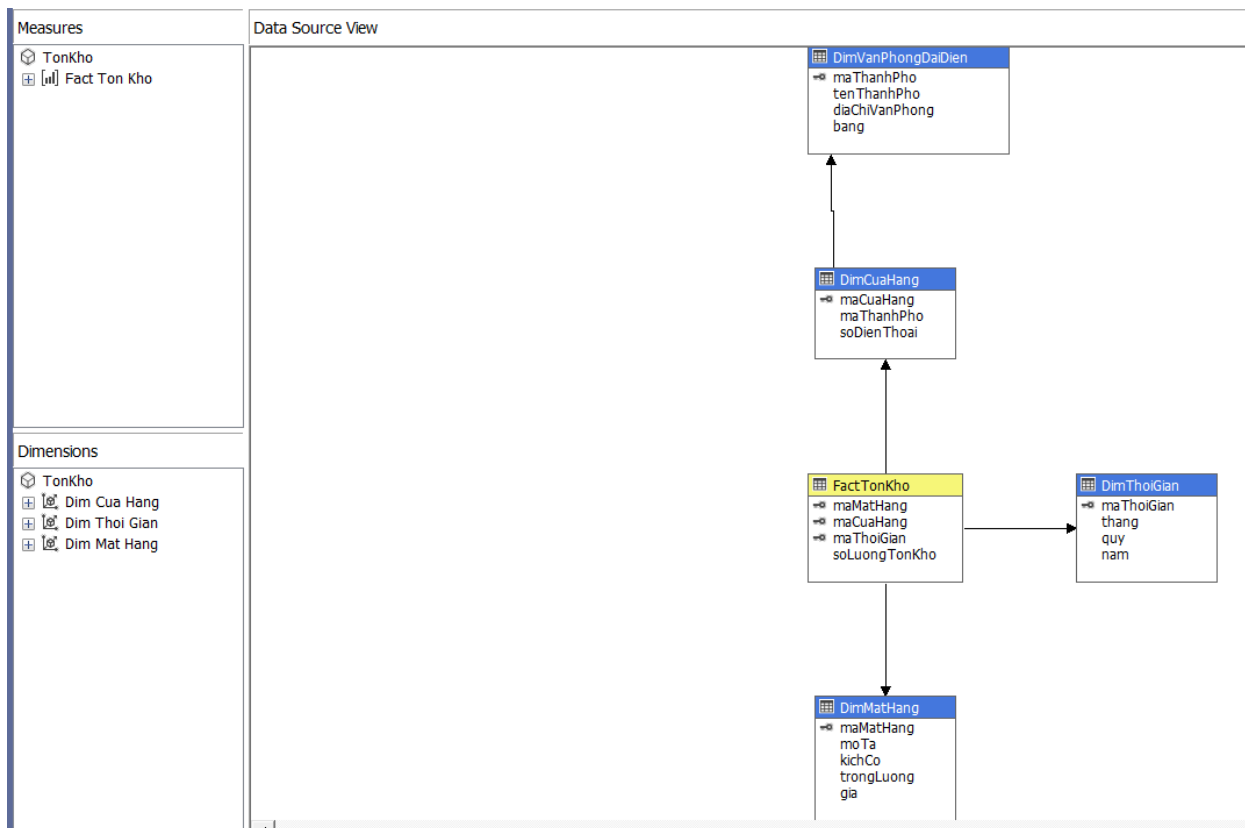 Measures
TonKho
Fact Ton Kho
Dimensions
TonKho
Dim Cua Hang
Dim Thoi Gian
Dim Mat Hang
Data Source View
DimVanPhongDaiDien
maThanhPho
tenThanhPho
diaChiVanPhong
bang
DimCuaHang
maCuaHang
maThanhPho
soDienThoai
FactTonKho
maMatHang
maCuaHang
maThoiGian
soLuongTonKho
DimThoiGian
maThoiGian
thang
quy
nam
DimMatHang
maMatHang
moTa
kichCo
trongLuong
gia